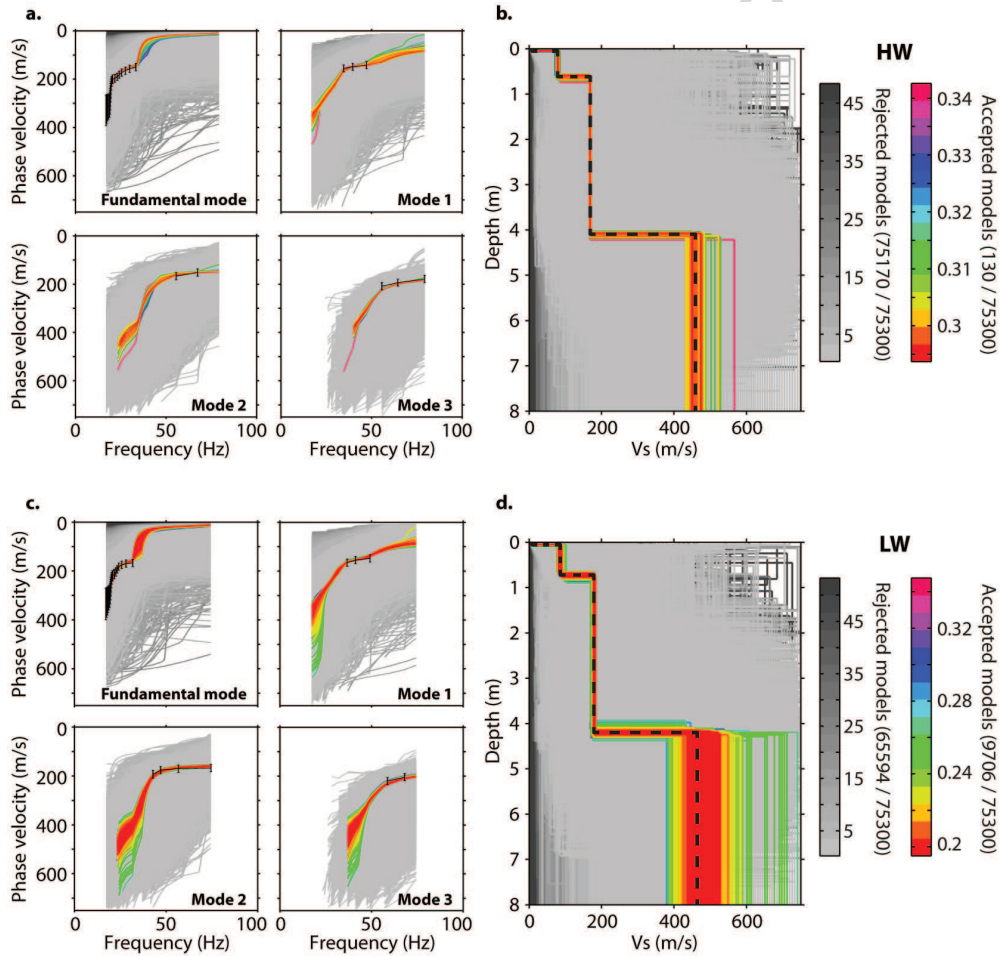 a.
0
200
400
600
Phase velocity (m/s)
Fundamental mode
Mode 1
0
200
400
600
Phase velocity (m/s)
Mode 2
Mode 3
0
50
100
0
50
100
Frequency (Hz)
Frequency (Hz)
b.
0
1
2
3
4
5
6
7
8
Depth (m)
0
200
400
600
Vs (m/s)
HW
45
35
25
15
5
Rejected models (75170 / 75300)
0.34
0.33
0.32
0.31
0.3
Accepted models (130 / 75300)
c.
0
200
400
600
Phase velocity (m/s)
Fundamental mode
Mode 1
0
200
400
600
Phase velocity (m/s)
Mode 2
Mode 3
0
50
100
0
50
100
Frequency (Hz)
Frequency (Hz)
d.
0
1
2
3
4
5
6
7
8
Depth (m)
0
200
400
600
Vs (m/s)
LW
45
35
25
15
5
Rejected models (65594 / 75300)
0.32
0.28
0.24
0.2
Accepted models (9706 / 75300)